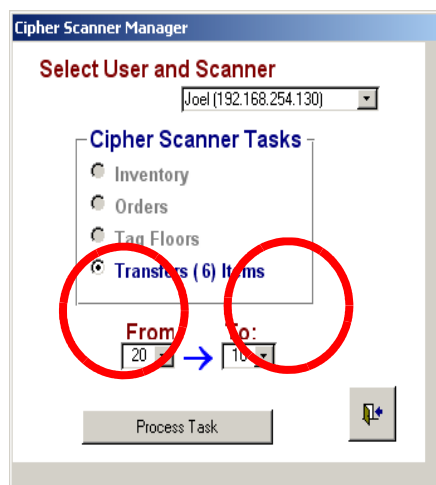 Cipher Scanner Manager
Select User and Scanner
Joel (192.168.254.130)
Cipher Scanner Tasks
Inventory
Orders
Tag Floors
Transfers ( 6) Items
From To:
20 10
Process Task